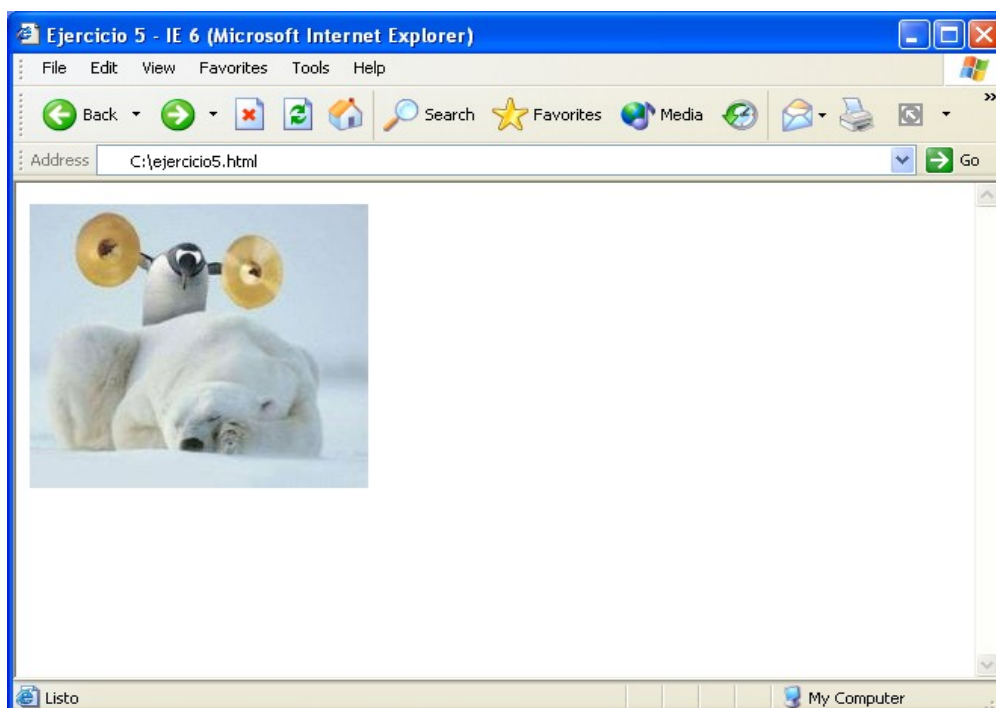 Ejercicio 5 - IE 6 (Microsoft Internet Explorer)
File Edit View Favorites Tools Help
Back Search Favorites Media
Address C:\ejercicio5.html Go
Listo My Computer